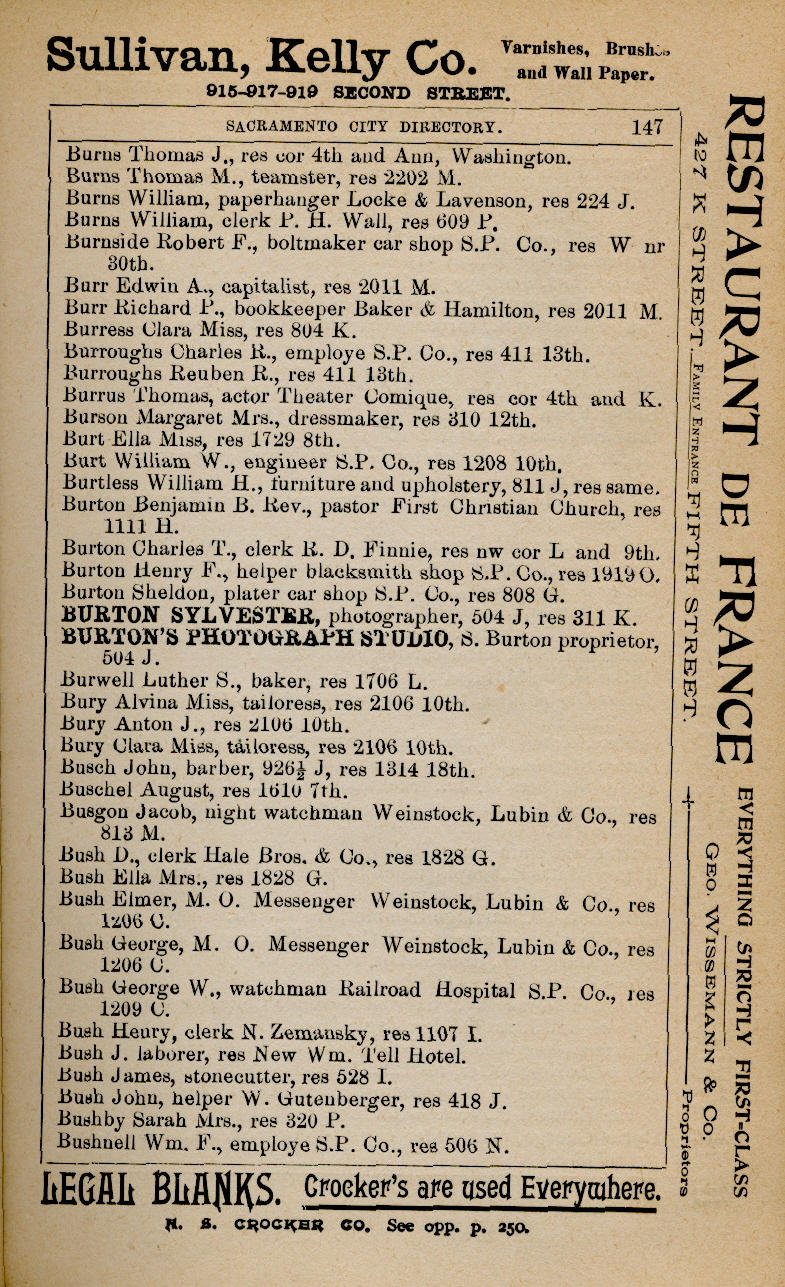 Sullivan, Kelly Co. Varnishes, Brushes
and Wall Paper.
915-917-919 SECOND STREET.
SACRAMENTO CITY DIRECTORY. 147
Burns Thomas J., res cor 4th and Ann, Washington.
Burns Thomas M., teamster, res 2202 M.
Burns William, paperhanger Locke & Lavenson, res 224 J.
Burns William, clerk P. H. Wall, res 609 P.
Burnside Robert F., boltmaker car shop S.P. Co., res W nr
30th.
Burr Edwin A., capitalist, res 2011 M.
Burr Richard P., bookkeeper Baker & Hamilton, res 2011 M.
Burress Clara Miss, res 804 K.
Burroughs Charles R., employe S.P. Co., res 411 13th.
Burroughs Reuben R., res 411 13th.
Burrus Thomas, actor Theater Comique, res cor 4th and K.
Burson Margaret Mrs., dressmaker, res 310 12th.
Burt Ella Miss, res 1729 8th.
Burt William W., engineer S.P. Co., res 1208 10th.
Burtless William H., furniture and upholstery, 811 J, res same.
Burton Benjamin B. Rev., pastor First Christian Church, res
1111 H.
Burton Charles T., clerk R. D. Finnie, res nw cor L and 9th.
Burton Henry F., helper blacksmith shop S.P. Co., res 1919 O.
Burton Sheldon, plater car shop S.P. Co., res 808 G.
BURTON SYLVESTER, photographer, 504 J, res 311 K.
BURTON'S PHOTOGRAPH STUDIO, S. Burton proprietor,
504 J.
Burwell Luther S., baker, res 1706 L.
Bury Alvina Miss, tailoress, res 2106 10th.
Bury Anton J., res 2106 10th.
Bury Clara Miss, tailoress, res 2106 10th.
Busch John, barber, 926½ J, res 1314 18th.
Buschel August, res 1610 7th.
Busgon Jacob, night watchman Weinstock, Lubin & Co., res
813 M.
Bush D., clerk Hale Bros. & Co., res 1828 G.
Bush Ella Mrs., res 1828 G.
Bush Elmer, M. O. Messenger Weinstock, Lubin & Co., res
1206 C.
Bush George, M. O. Messenger Weinstock, Lubin & Co., res
1206 C.
Bush George W., watchman Railroad Hospital S.P. Co., res
1209 C.
Bush Henry, clerk N. Zemansky, res 1107 I.
Bush J. laborer, res New Wm. Tell Hotel.
Bush James, stonecutter, res 528 I.
Bush John, helper W. Gutenberger, res 418 J.
Bushby Sarah Mrs., res 320 P.
Bushnell Wm. F., employe S.P. Co., res 506 N.
LEGAL BLANKS. Crocker's are used Everywhere.
H. S. CROCKER CO. See opp. p. 250.
RESTAURANT DE FRANCE
427 K STREET. FAMILY ENTRANCE FIFTH STREET.
EVERYTHING STRICTLY FIRST-CLASS
GEO. WISSEMANN & CO.
Proprietors